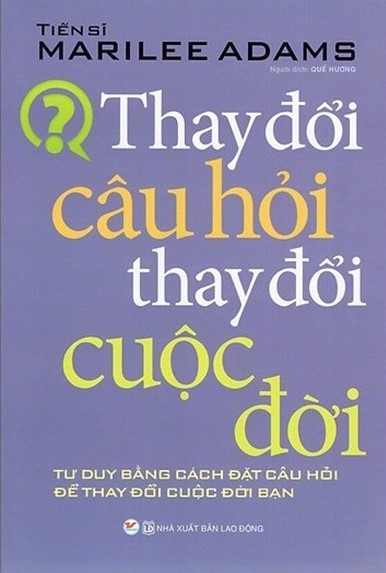 TIẾN SĨ
MARILEE ADAMS
Người dịch: QUẾ HƯƠNG
?
Thay đổi
câu hỏi
thay đổi
cuộc
đời
TƯ DUY BẰNG CÁCH ĐẶT CÂU HỎI
ĐỂ THAY ĐỔI CUỘC ĐỜI BẠN
LĐ NHÀ XUẤT BẢN LAO ĐỘNG